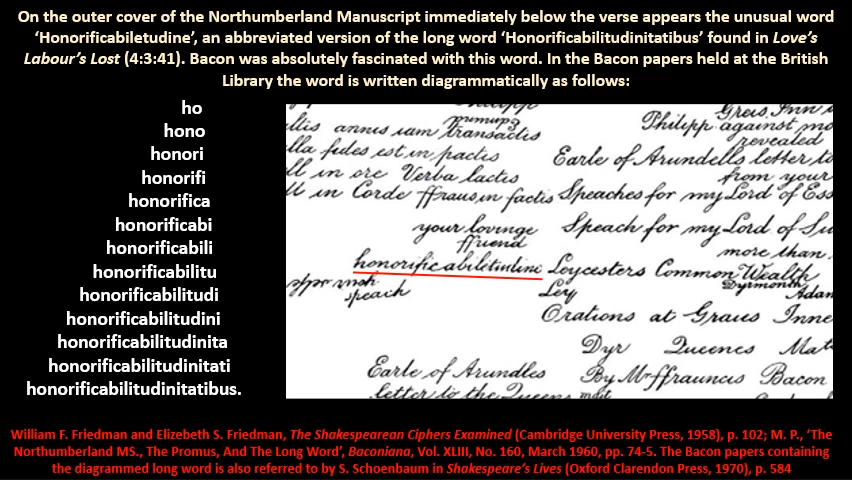 On the outer cover of the Northumberland Manuscript immediately below the verse appears the unusual word
‘Honorificabiletudine’, an abbreviated version of the long word ‘Honorificabilitudinitatibus’ found in Love’s
Labour’s Lost (4:3:41). Bacon was absolutely fascinated with this word. In the Bacon papers held at the British
Library the word is written diagrammatically as follows:
ho
hono
honori
honorifi
honorifica
honorificabi
honorificabili
honorificabilitu
honorificabilitudi
honorificabilitudini
honorificabilitudinita
honorificabilitudinitati
honorificabilitudinitatibus.
Greis. Inn
annis iam transactis
Philipp against
revealed
fides est in pactis
Earle of Arundells letter to
in ore Verba lactis
from your
in Corde ffraus in factis
Speaches for my Lord of Ess
your lovinge
Speach for my Lord of Su
ffriend
more than
honorificabiletudini
Leycesters Common Wealth
Dyrmonth
speach
Ley
Adam
Orations at Graies Inne
Dyr Queenes Mat
Earle of Arundles
By Mr ffrauncis Bacon
letter to the Queen
William F. Friedman and Elizebeth S. Friedman, The Shakespearean Ciphers Examined (Cambridge University Press, 1958), p. 102; M. P., ‘The
Northumberland MS., The Promus, And The Long Word’, Baconiana, Vol. XLIII, No. 160, March 1960, pp. 74-5. The Bacon papers containing
the diagrammed long word is also referred to by S. Schoenbaum in Shakespeare’s Lives (Oxford Clarendon Press, 1970), p. 584